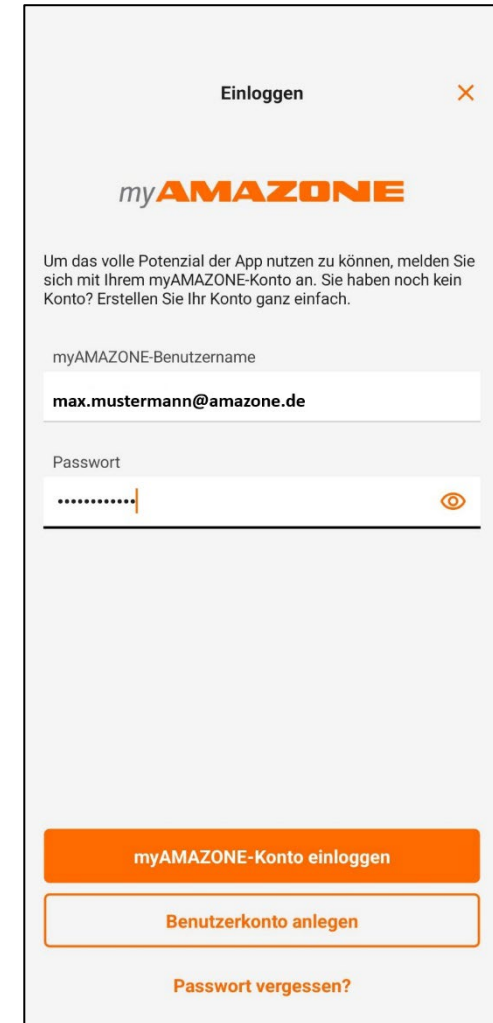 Einloggen
myAMAZONE
Um das volle Potenzial der App nutzen zu können, melden Sie
sich mit Ihrem myAMAZONE-Konto an. Sie haben noch kein
Konto? Erstellen Sie Ihr Konto ganz einfach.
myAMAZONE-Benutzername
max.mustermann@amazone.de
Passwort
••••••••••••
myAMAZONE-Konto einloggen
Benutzerkonto anlegen
Passwort vergessen?